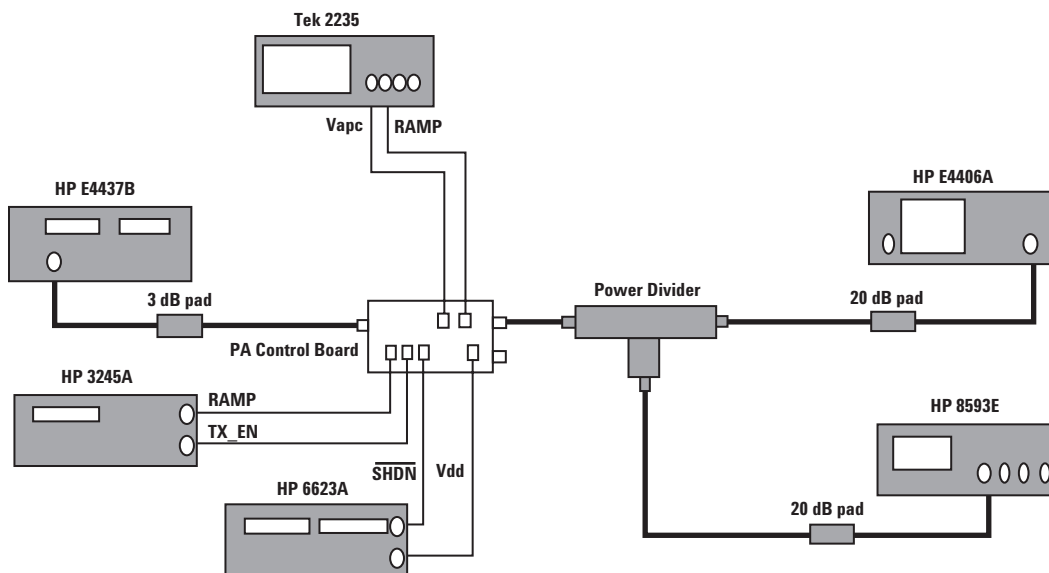 Tek 2235
Vapc
RAMP
HP E4437B
HP E4406A
3 dB pad
Power Divider
20 dB pad
PA Control Board
HP 3245A
RAMP
TX_EN
HP 8593E
SHDN
Vdd
HP 6623A
20 dB pad